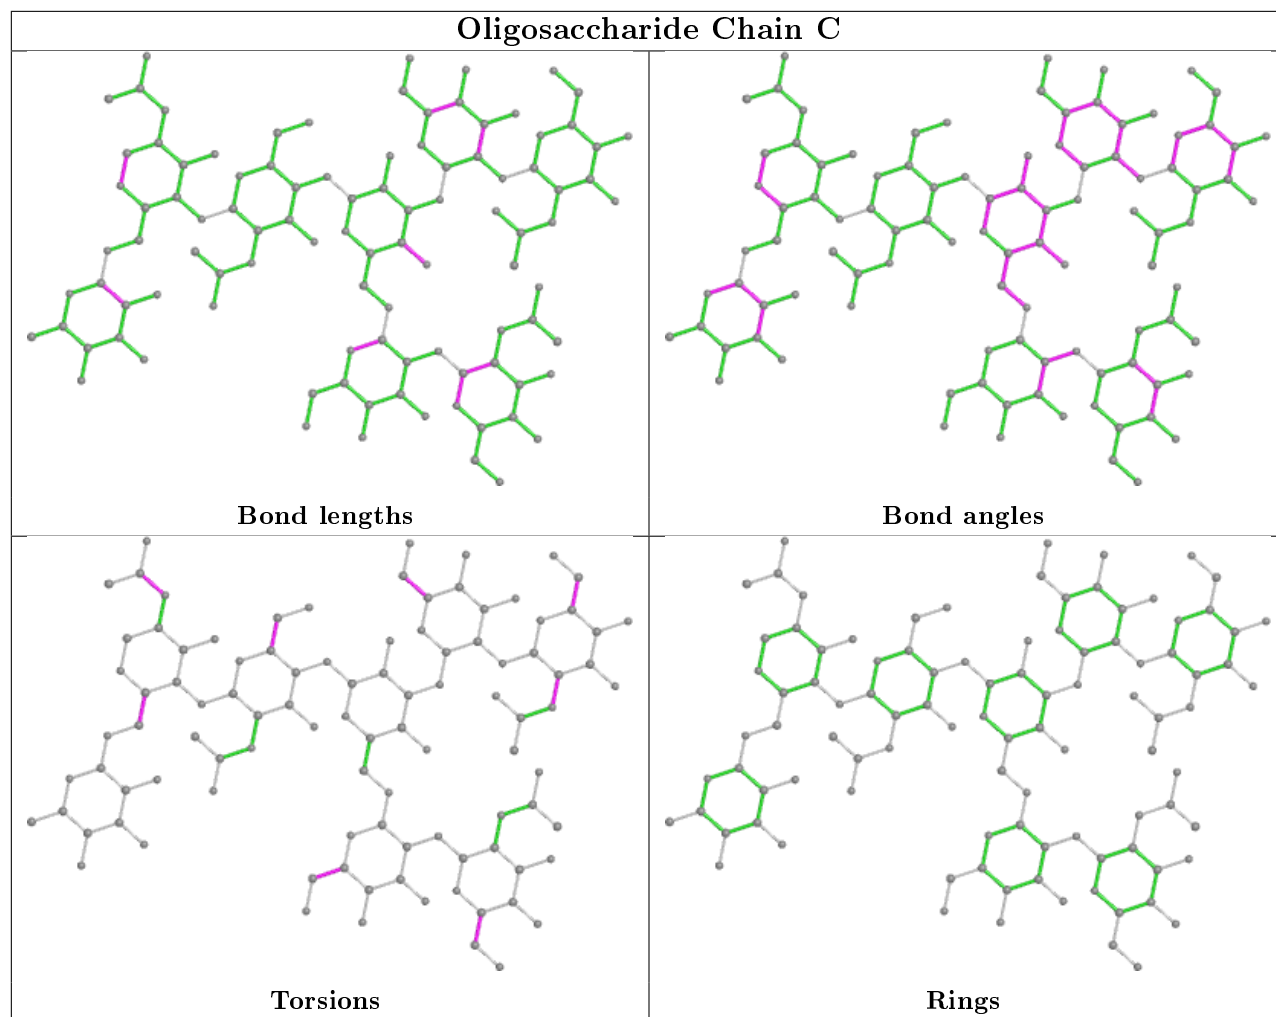 Oligosaccharide Chain C
Bond lengths
Bond angles
Torsions
Rings